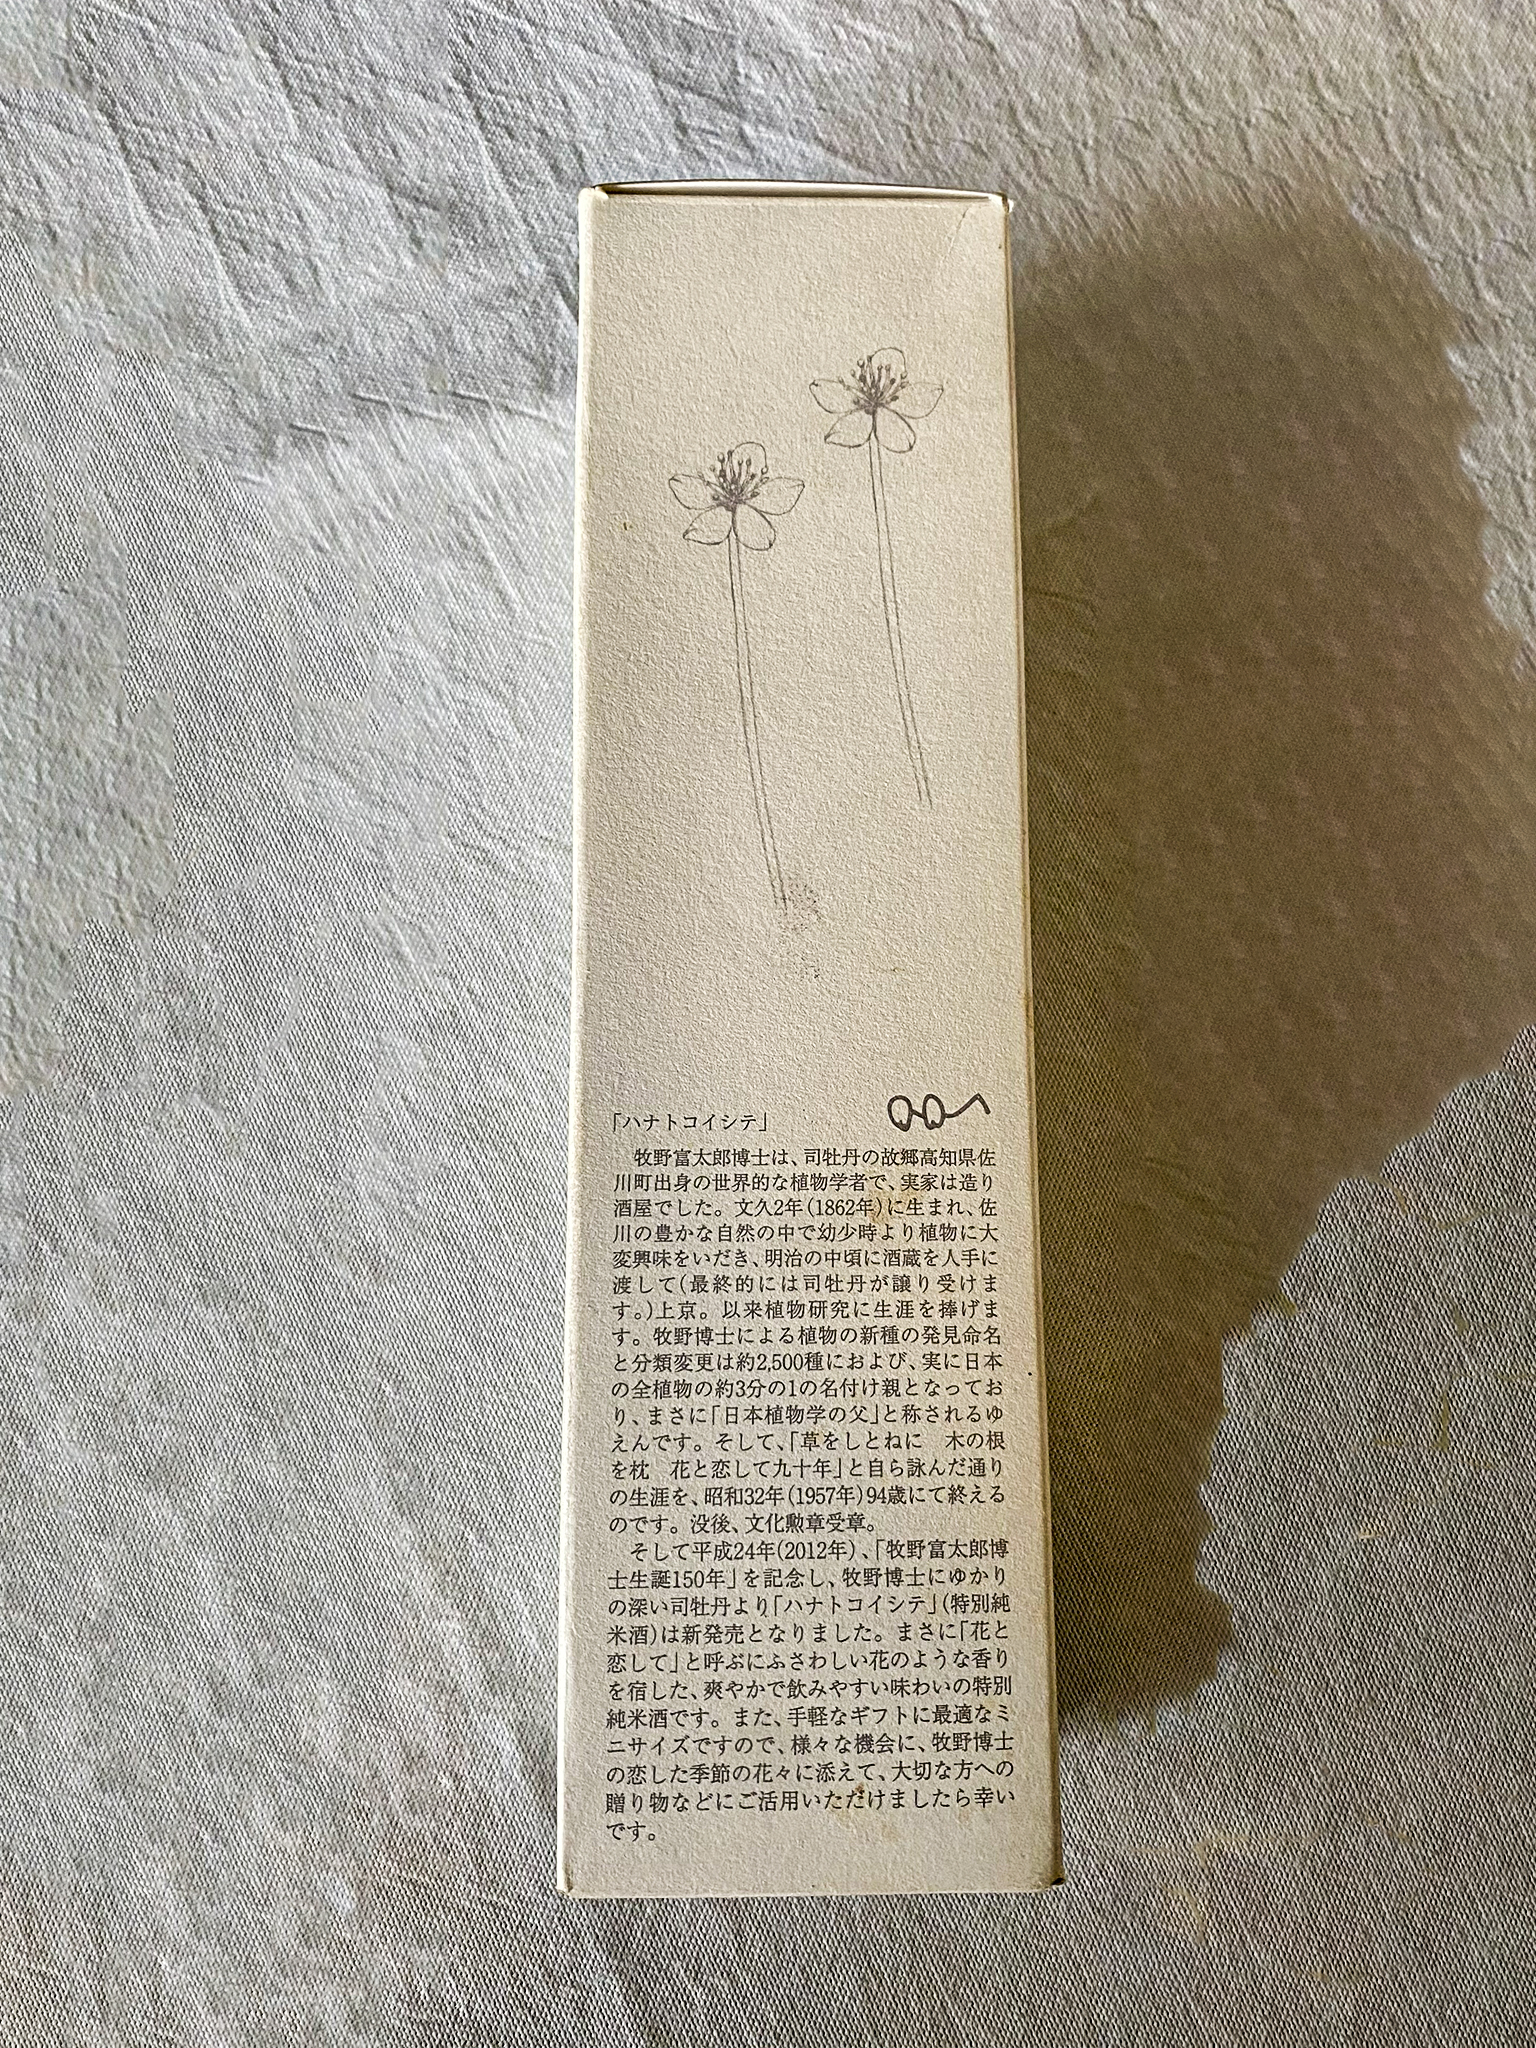 「ハナトコイシテ」
牧野富太郎博士は、司牡丹の故郷高知県佐
川町出身の世界的な植物学者で、実家は造り
酒屋でした。文久2年(1862年)に生まれ、佐
川の豊かな自然の中で幼少時より植物に大
変興味をいだき、明治の中頃に酒蔵を人手に
渡して(最終的には司牡丹が譲り受けま
す。)上京。以来植物研究に生涯を捧げま
す。牧野博士による植物の新種の発見命名
と分類変更は約2,500種におよび、実に日本
の全植物の約3分の1の名付け親となってお
り、まさに「日本植物学の父」と称されるゆ
えんです。そして、「草をしとねに　木の根
を枕　花と恋して九十年」と自ら詠んだ通り
の生涯を、昭和32年(1957年)94歳にて終える
のです。没後、文化勲章受章。
そして平成24年(2012年)、「牧野富太郎博
士生誕150年」を記念し、牧野博士にゆかり
の深い司牡丹より「ハナトコイシテ」(特別純
米酒)は新発売となりました。まさに「花と
恋して」と呼ぶにふさわしい花のような香り
を宿した、爽やかで飲みやすい味わいの特別
純米酒です。また、手軽なギフトに最適なミ
ニサイズですので、様々な機会に、牧野博士
の恋した季節の花々に添えて、大切な方への
贈り物などにご活用いただけましたら幸い
です。